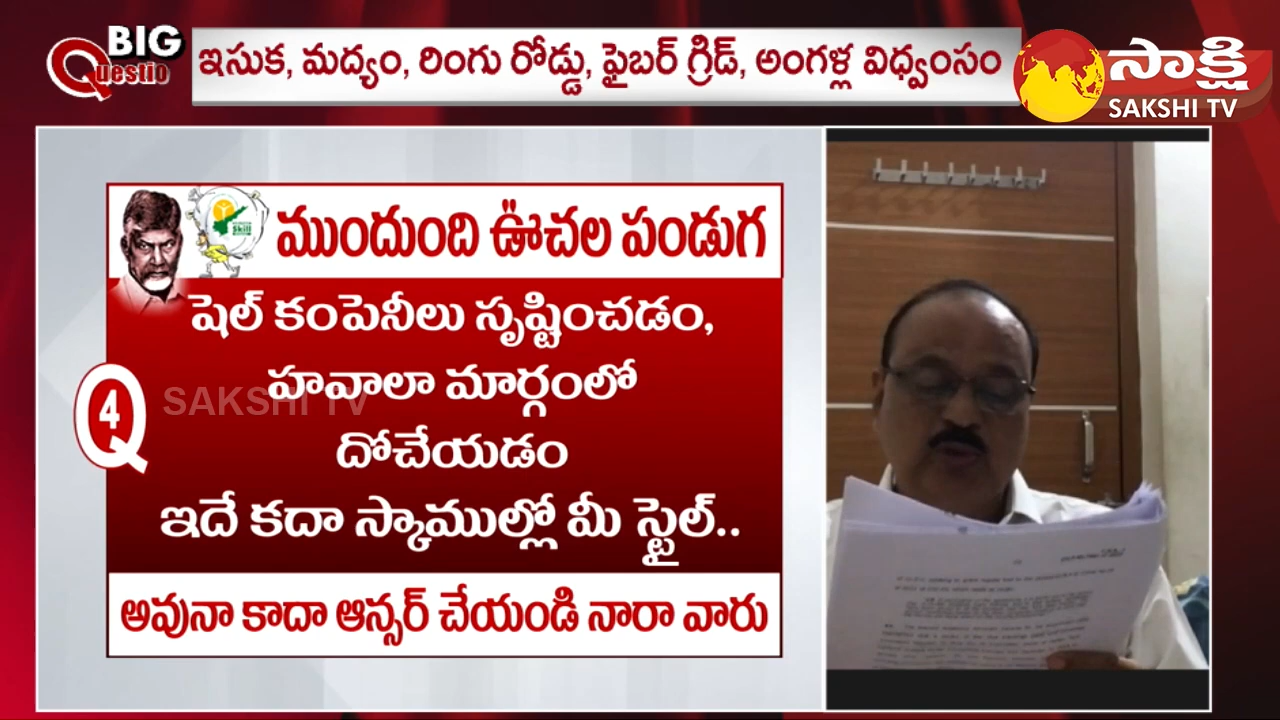 BIG
Questio
ఇసుక, మద్యం, రింగు రోడ్డు, ఫైబర్ గ్రిడ్, అంగళ్ల విధ్వంసం
సాక్షి
SAKSHI TV
Skill
ముందుంది ఊచల పండుగ
షెల్ కంపెనీలు సృష్టించడం,
హవాలా మార్గంలో
దోచేయడం
ఇదే కదా స్కాముల్లో మీ స్టైల్..
Q
4
SAKSHI TV
అవునా కాదా ఆన్సర్ చేయండి నారా వారు